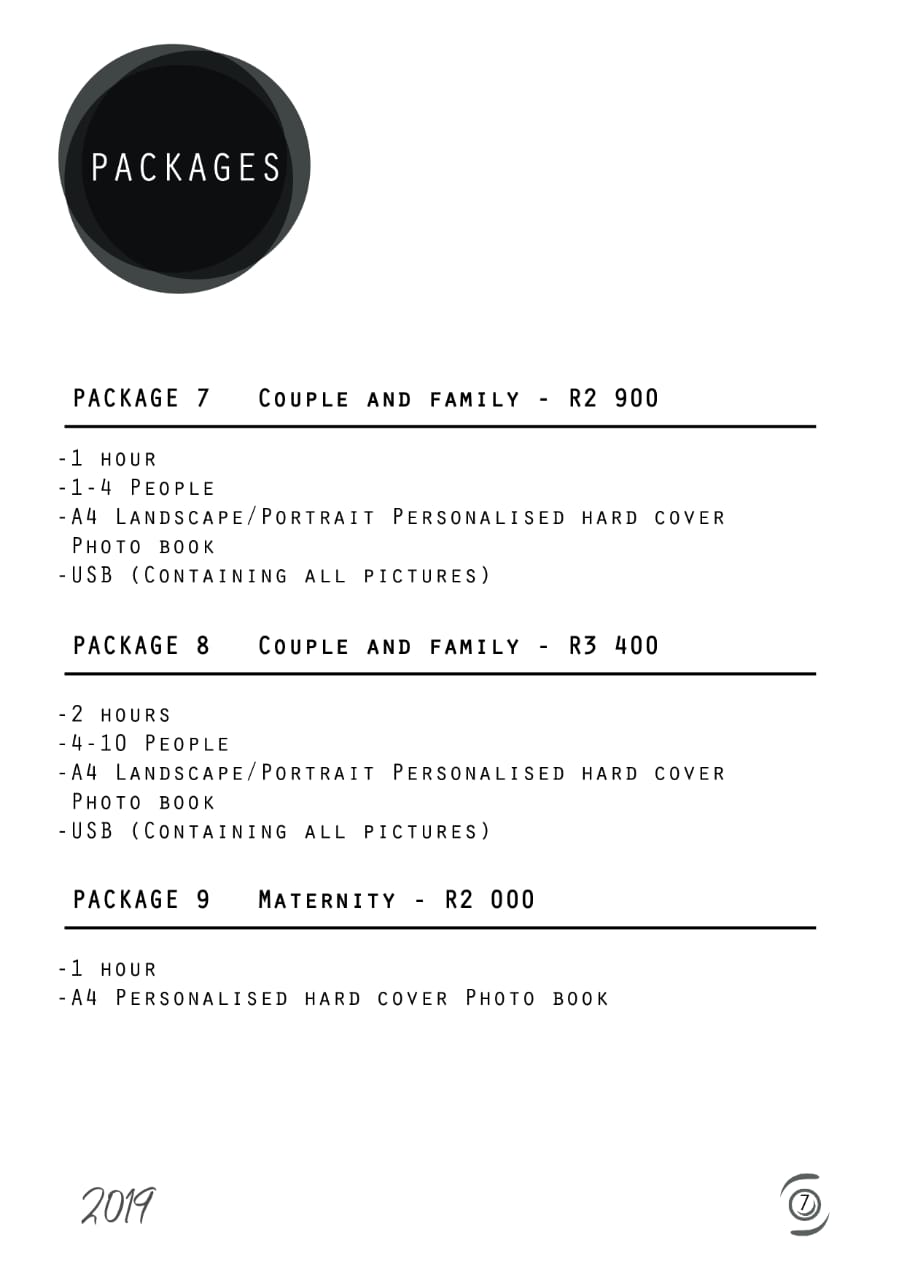 PACKAGES
PACKAGE 7 Couple and family - R2 900
-1 hour
-1-4 People
-A4 Landscape/Portrait Personalised hard cover
Photo book
-USB (Containing all pictures)
PACKAGE 8 Couple and family - R3 400
-2 hours
-4-10 People
-A4 Landscape/Portrait Personalised hard cover
Photo book
-USB (Containing all pictures)
PACKAGE 9 Maternity - R2 000
-1 hour
-A4 Personalised hard cover Photo book
2019
7